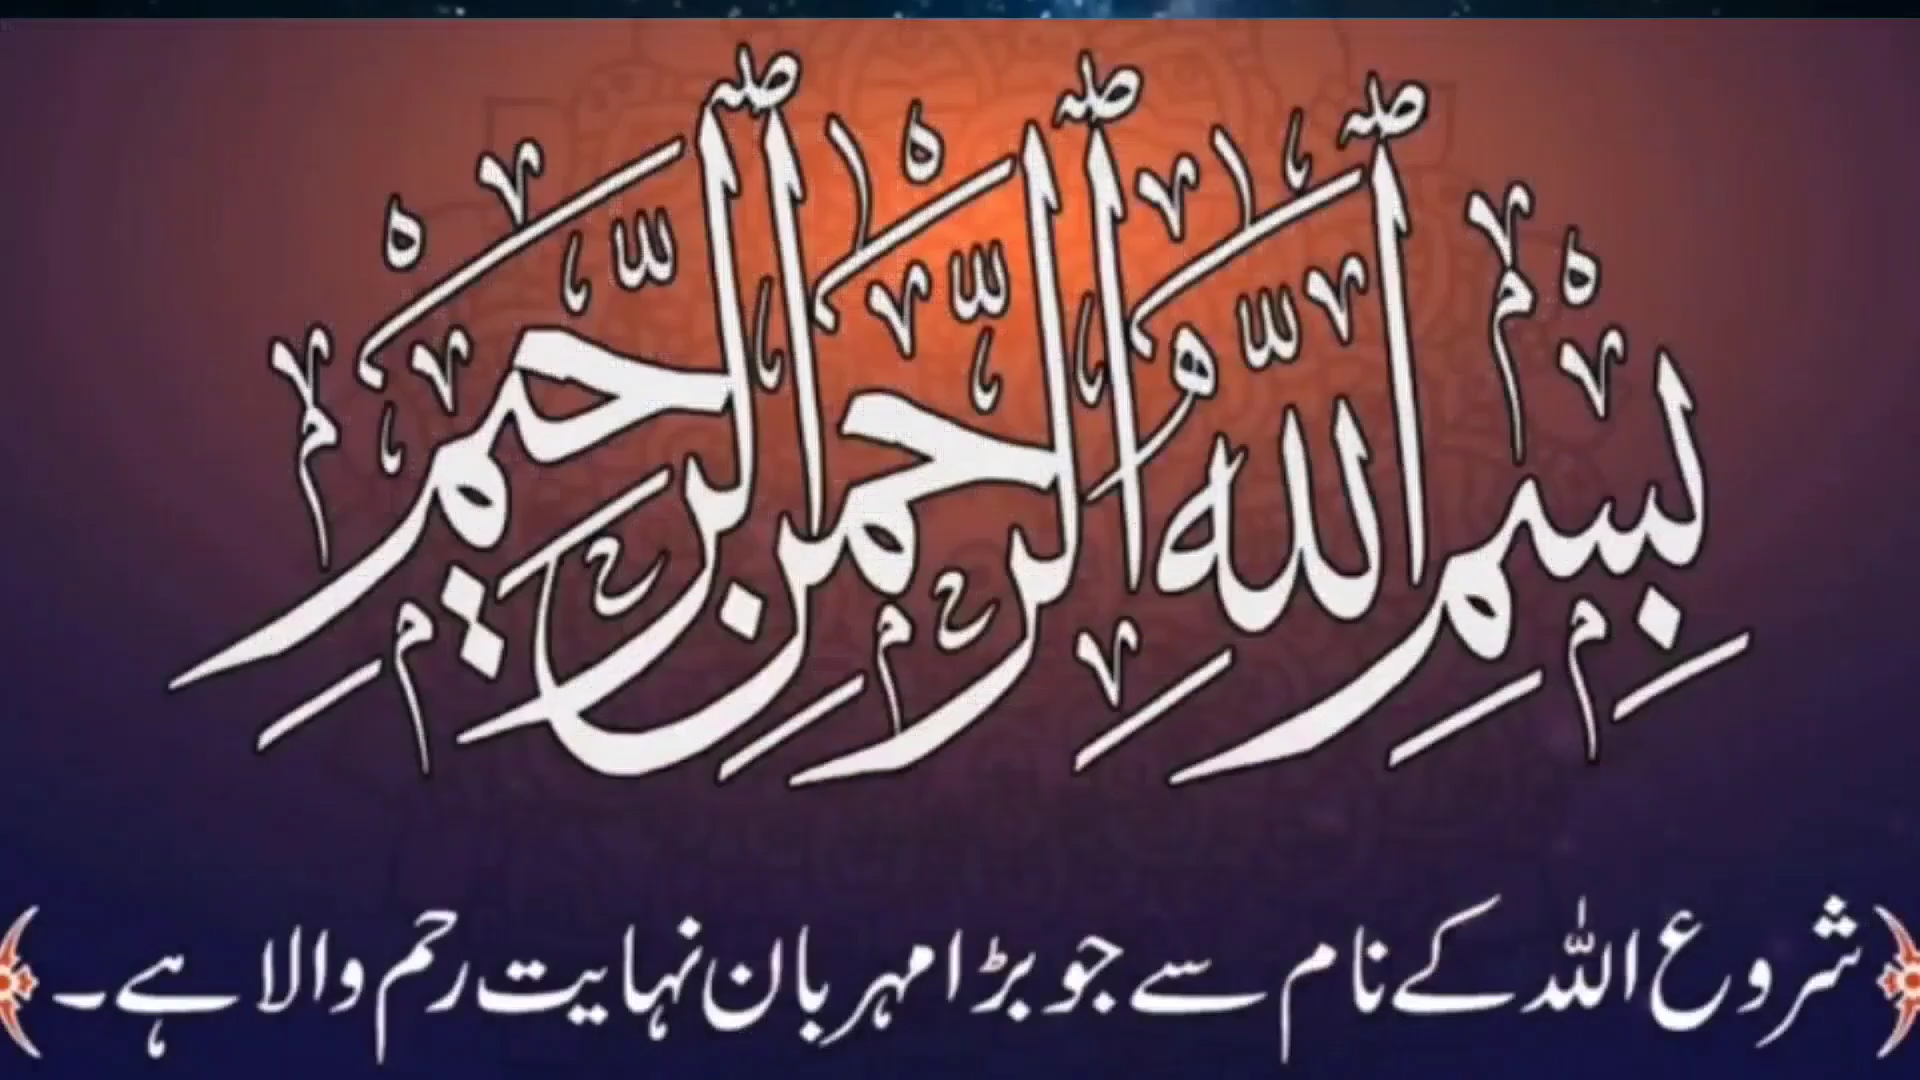 بِسْمِ اللّٰهِ الرَّحْمٰنِ الرَّحِيْمِ
شروع اللہ کے نام سے جو بڑا مہربان نہایت رحم والا ہے۔